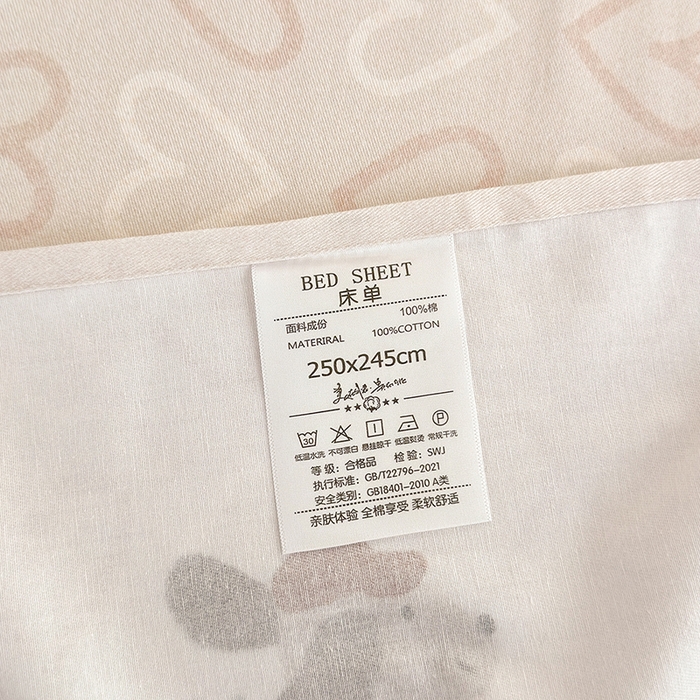 BED SHEET
床单
面料成份 100%棉
MATERIRAL 100%COTTON
250x245cm
30 P
低温水洗 不可漂白 悬挂晾干 低温熨烫 常规干洗
等级：合格品 检验：SWJ
执行标准：GB/T22796-2021
安全类别：GB18401-2010 A类
亲肤体验 全棉享受 柔软舒适